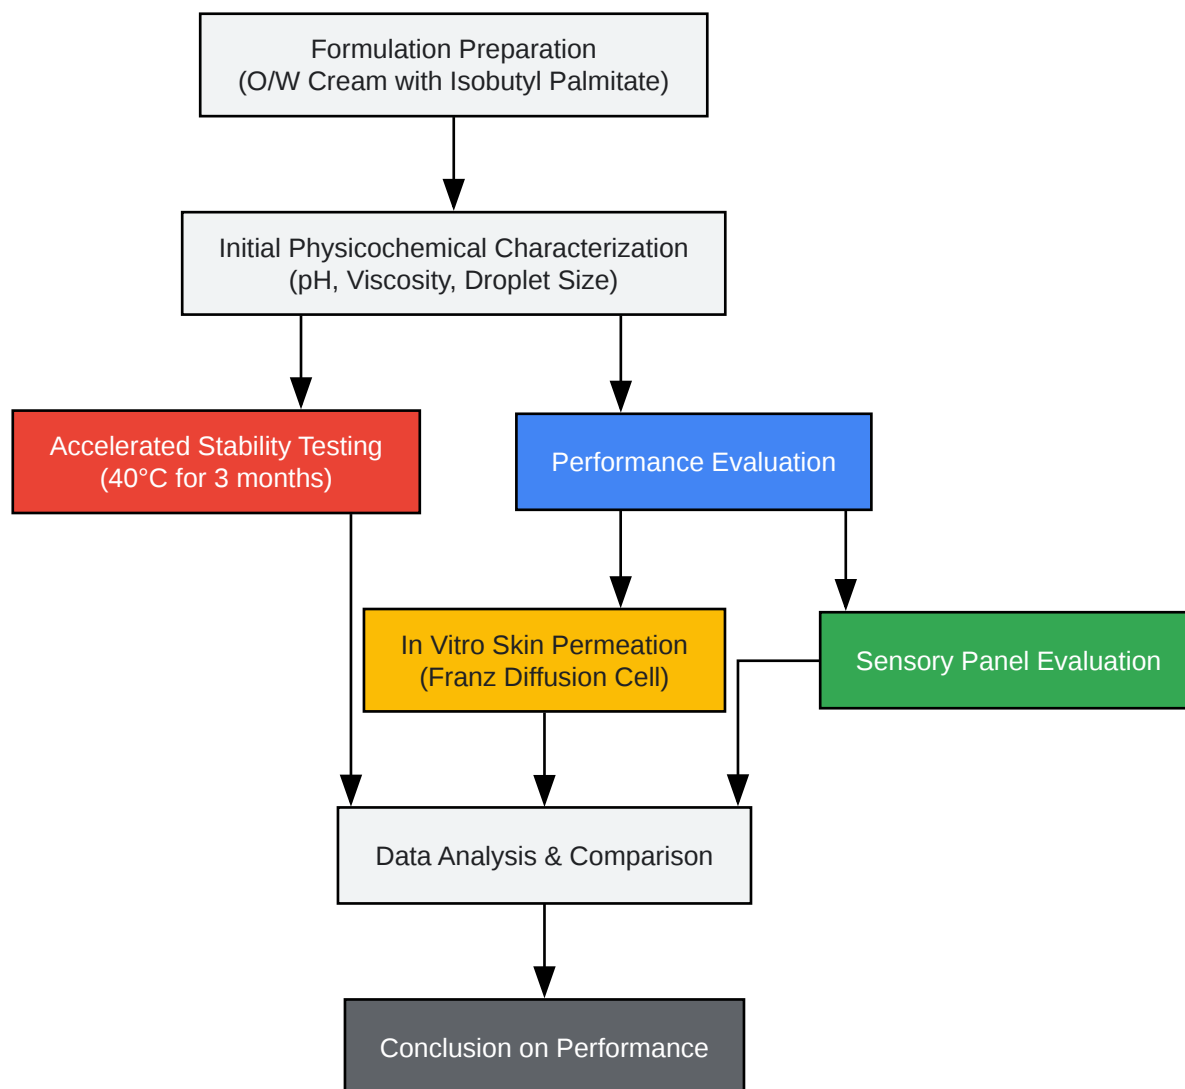 Formulation Preparation
(O/W Cream with Isobutyl Palmitate)
Initial Physicochemical Characterization
(pH, Viscosity, Droplet Size)
Accelerated Stability Testing
(40°C for 3 months)
Performance Evaluation
In Vitro Skin Permeation
(Franz Diffusion Cell)
Sensory Panel Evaluation
Data Analysis & Comparison
Conclusion on Performance